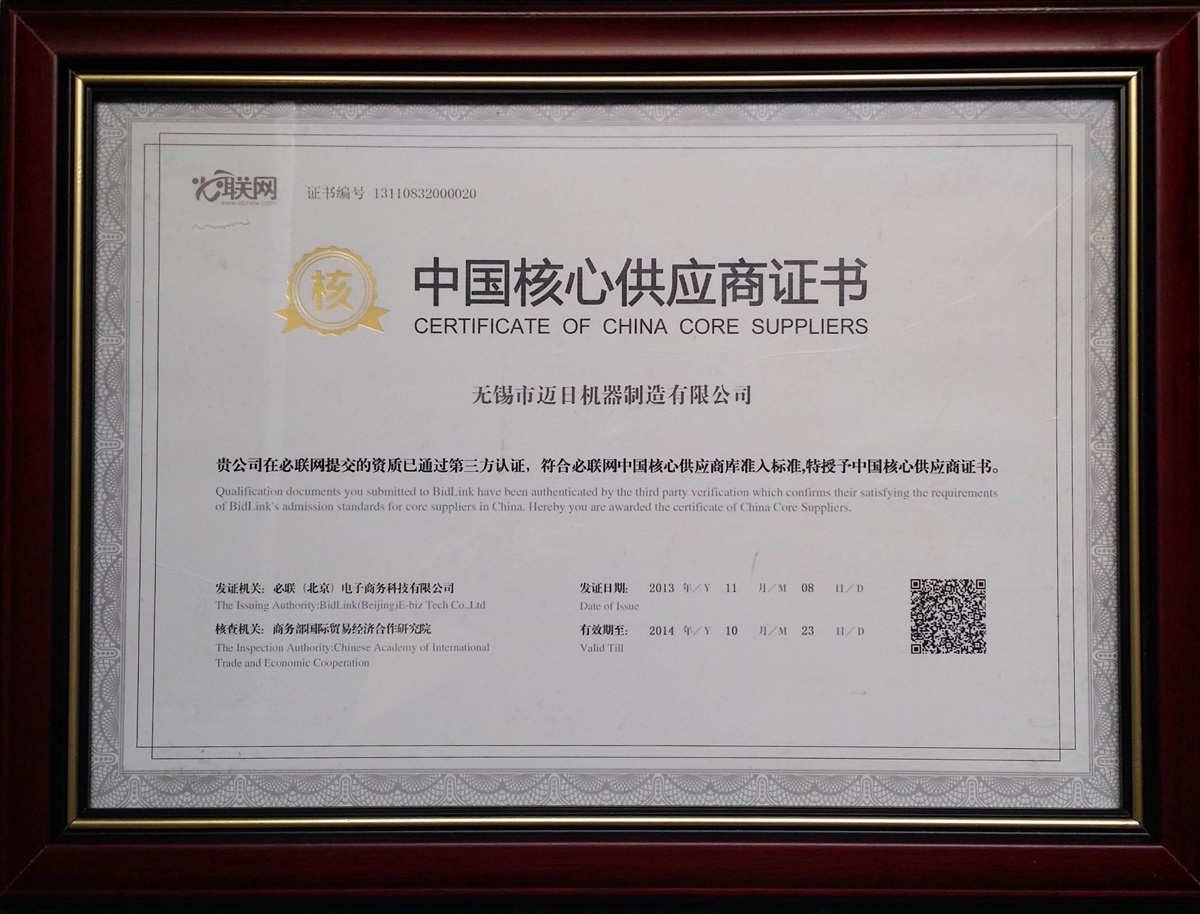 必联网 证书编号 13110832000020
核
中国核心供应商证书
CERTIFICATE OF CHINA CORE SUPPLIERS
无锡市迈日机器制造有限公司
贵公司在必联网提交的资质已通过第三方认证，符合必联网中国核心供应商库准入标准,特授予中国核心供应商证书。
Qualification documents you submitted to BidLink have been authenticated by the third party verification which confirms their satisfying the requirements
of BidLink's admission standards for core suppliers in China. Hereby you are awarded the certificate of China Core Suppliers.
发证机关: 必联（北京）电子商务科技有限公司
The Issuing Authority:BidLink(Beijing)E-biz Tech Co.,Ltd
核查机关: 商务部国际贸易经济合作研究院
The Inspection Authority:Chinese Academy of International
Trade and Economic Cooperation
发证日期: 2013 年／Y 11 月／M 08 日／D
Date of Issue
有效期至: 2014 年／Y 10 月／M 23 日／D
Valid Till